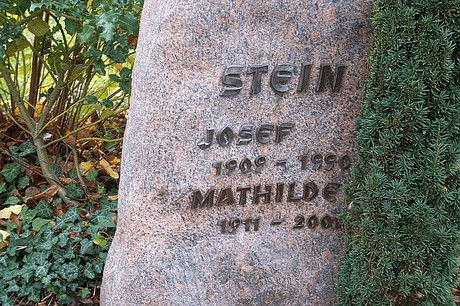 STEIN
JOSEF
1909 - 1990
MATHILDE
1911 -